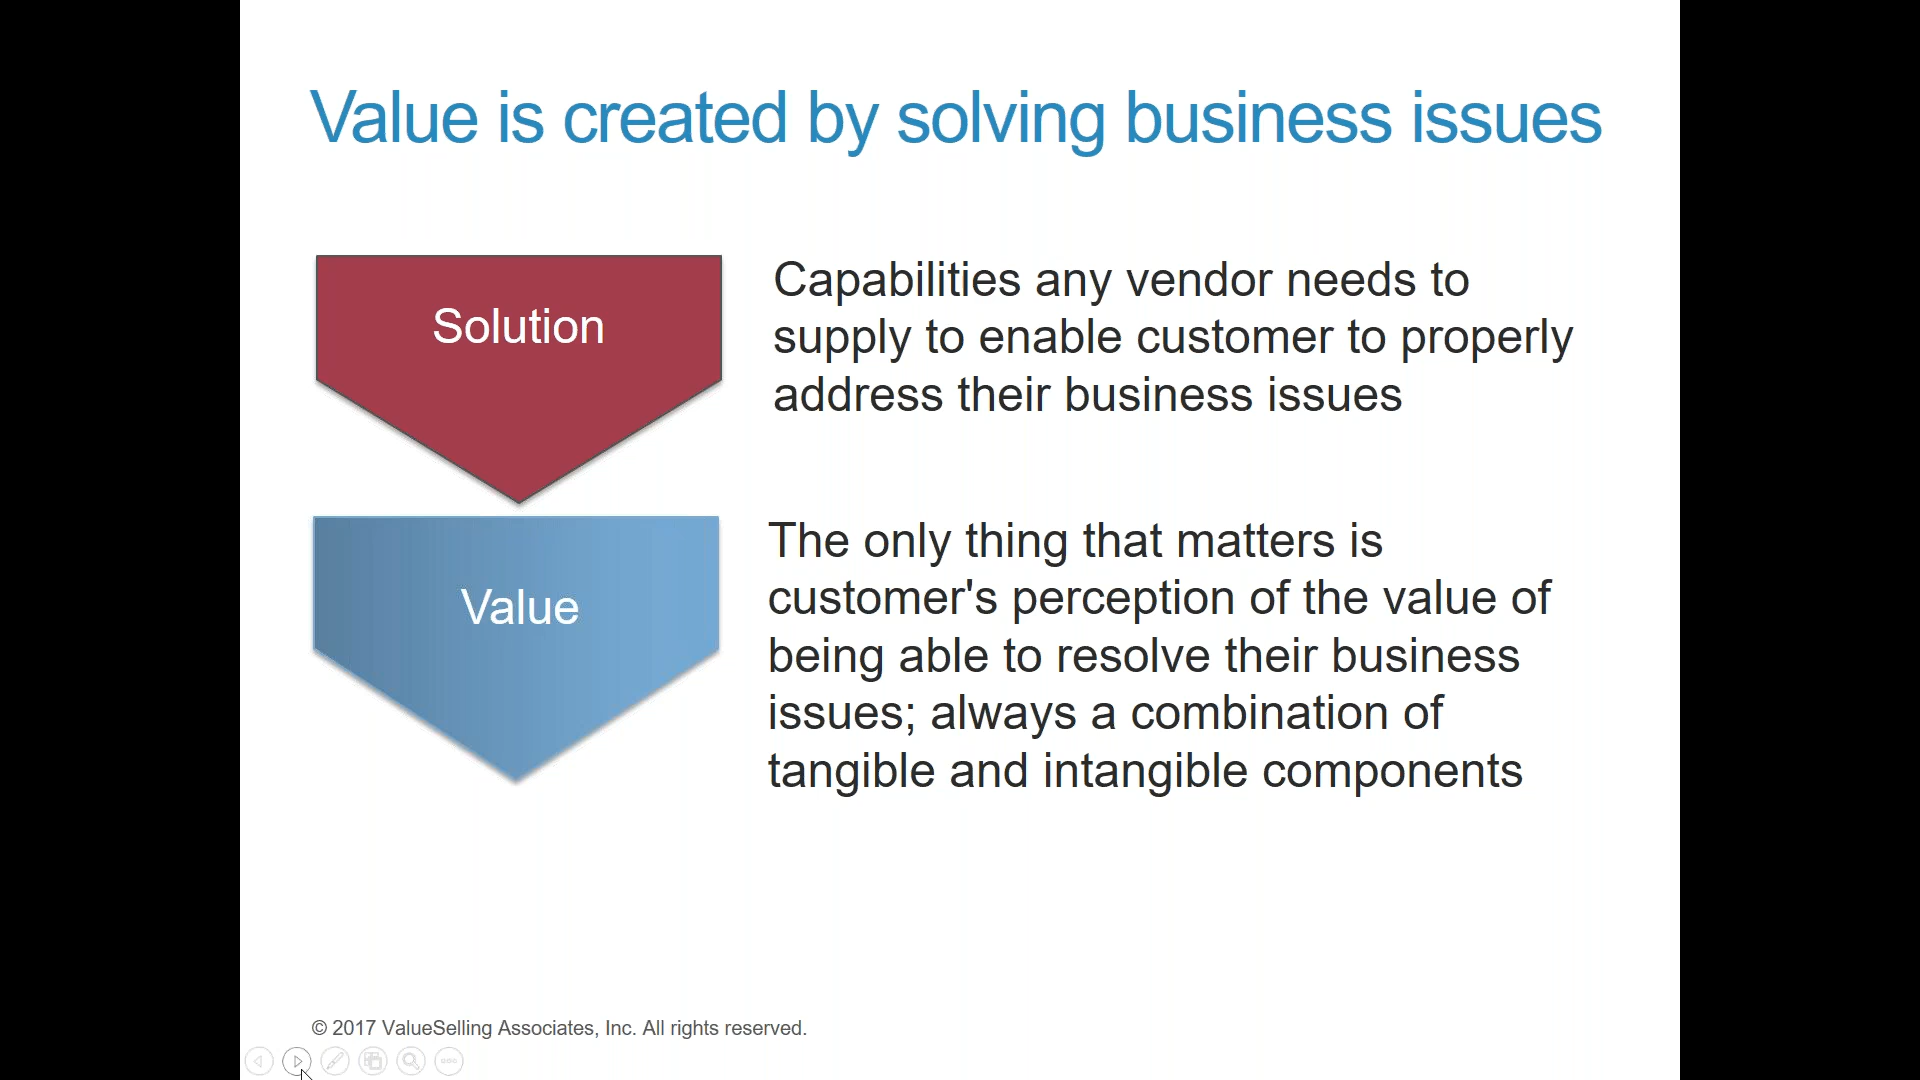 Value is created by solving business issues
Solution
Capabilities any vendor needs to
supply to enable customer to properly
address their business issues
Value
The only thing that matters is
customer's perception of the value of
being able to resolve their business
issues; always a combination of
tangible and intangible components
© 2017 ValueSelling Associates, Inc. All rights reserved.